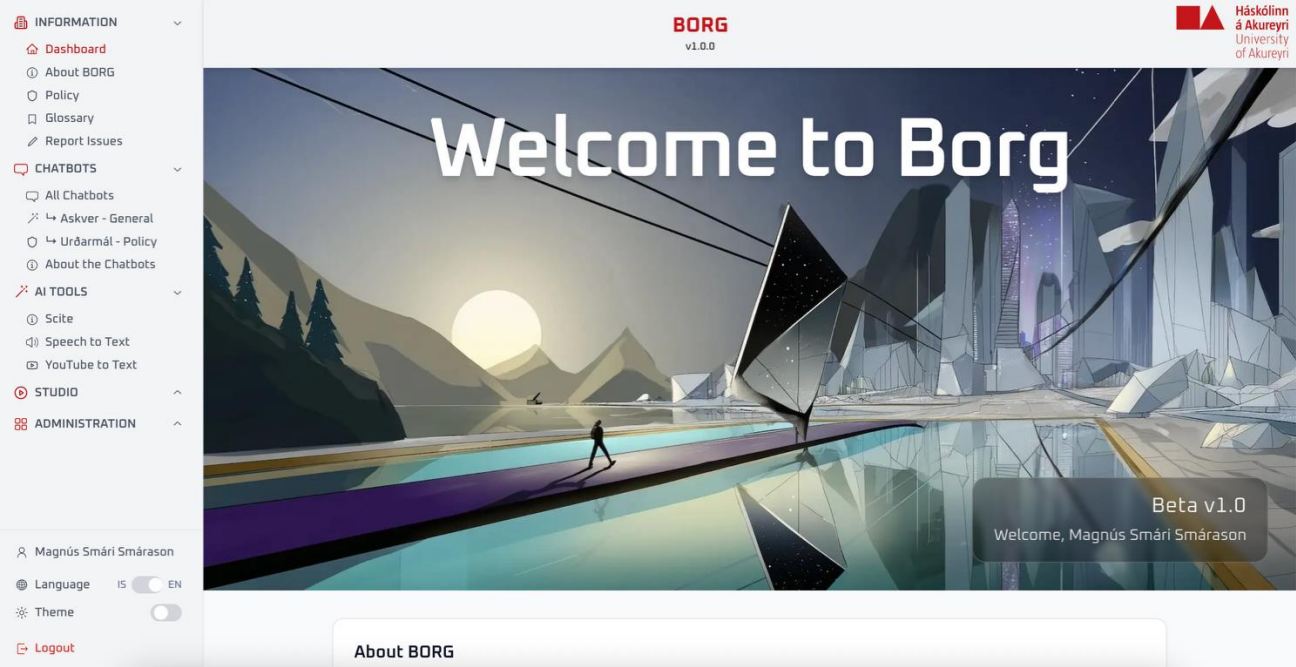 INFORMATION
Dashboard
About BORG
Policy
Glossary
Report Issues
CHATBOTS
All Chatbots
↳ Askver - General
↳ Urðarmál - Policy
About the Chatbots
AI TOOLS
Scite
Speech to Text
YouTube to Text
STUDIO
ADMINISTRATION
Magnús Smári Smárason
Language IS EN
Theme
Logout
BORG
v1.0.0
Háskólinn
á Akureyri
University
of Akureyri
Welcome to Borg
Beta v1.0
Welcome, Magnús Smári Smárason
About BORG